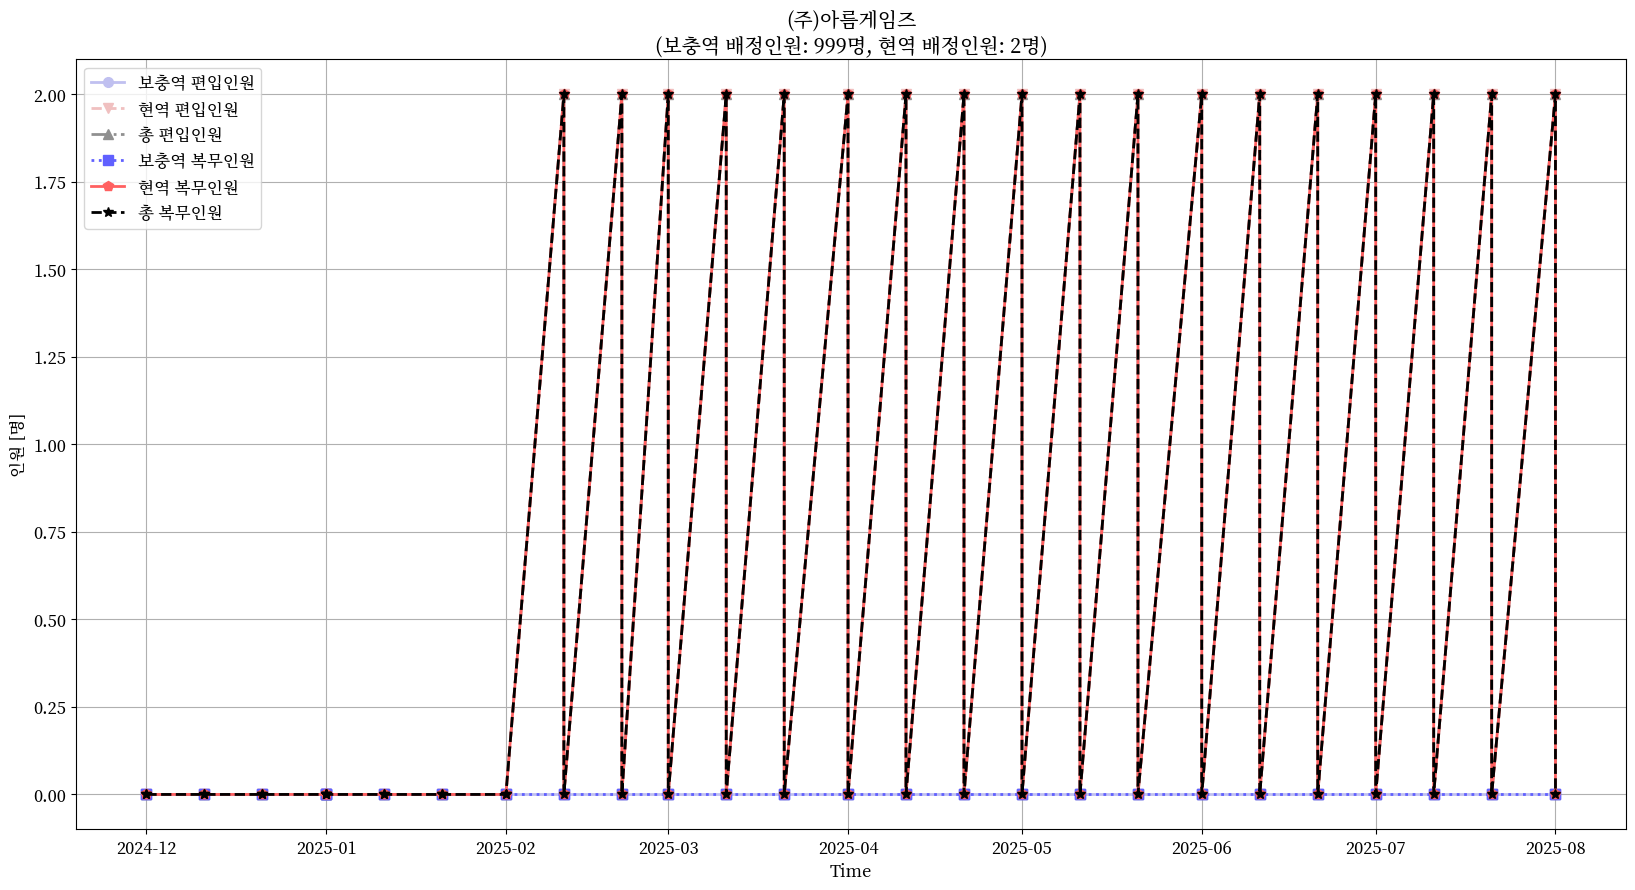 (주)아름게임즈
(보충역 배정인원: 999명, 현역 배정인원: 2명)
보충역 편입인원
현역 편입인원
총 편입인원
보충역 복무인원
현역 복무인원
총 복무인원
인원 [명]
2.00
1.75
1.50
1.25
1.00
0.75
0.50
0.25
0.00
2024-12
2025-01
2025-02
2025-03
2025-04
2025-05
2025-06
2025-07
2025-08
Time